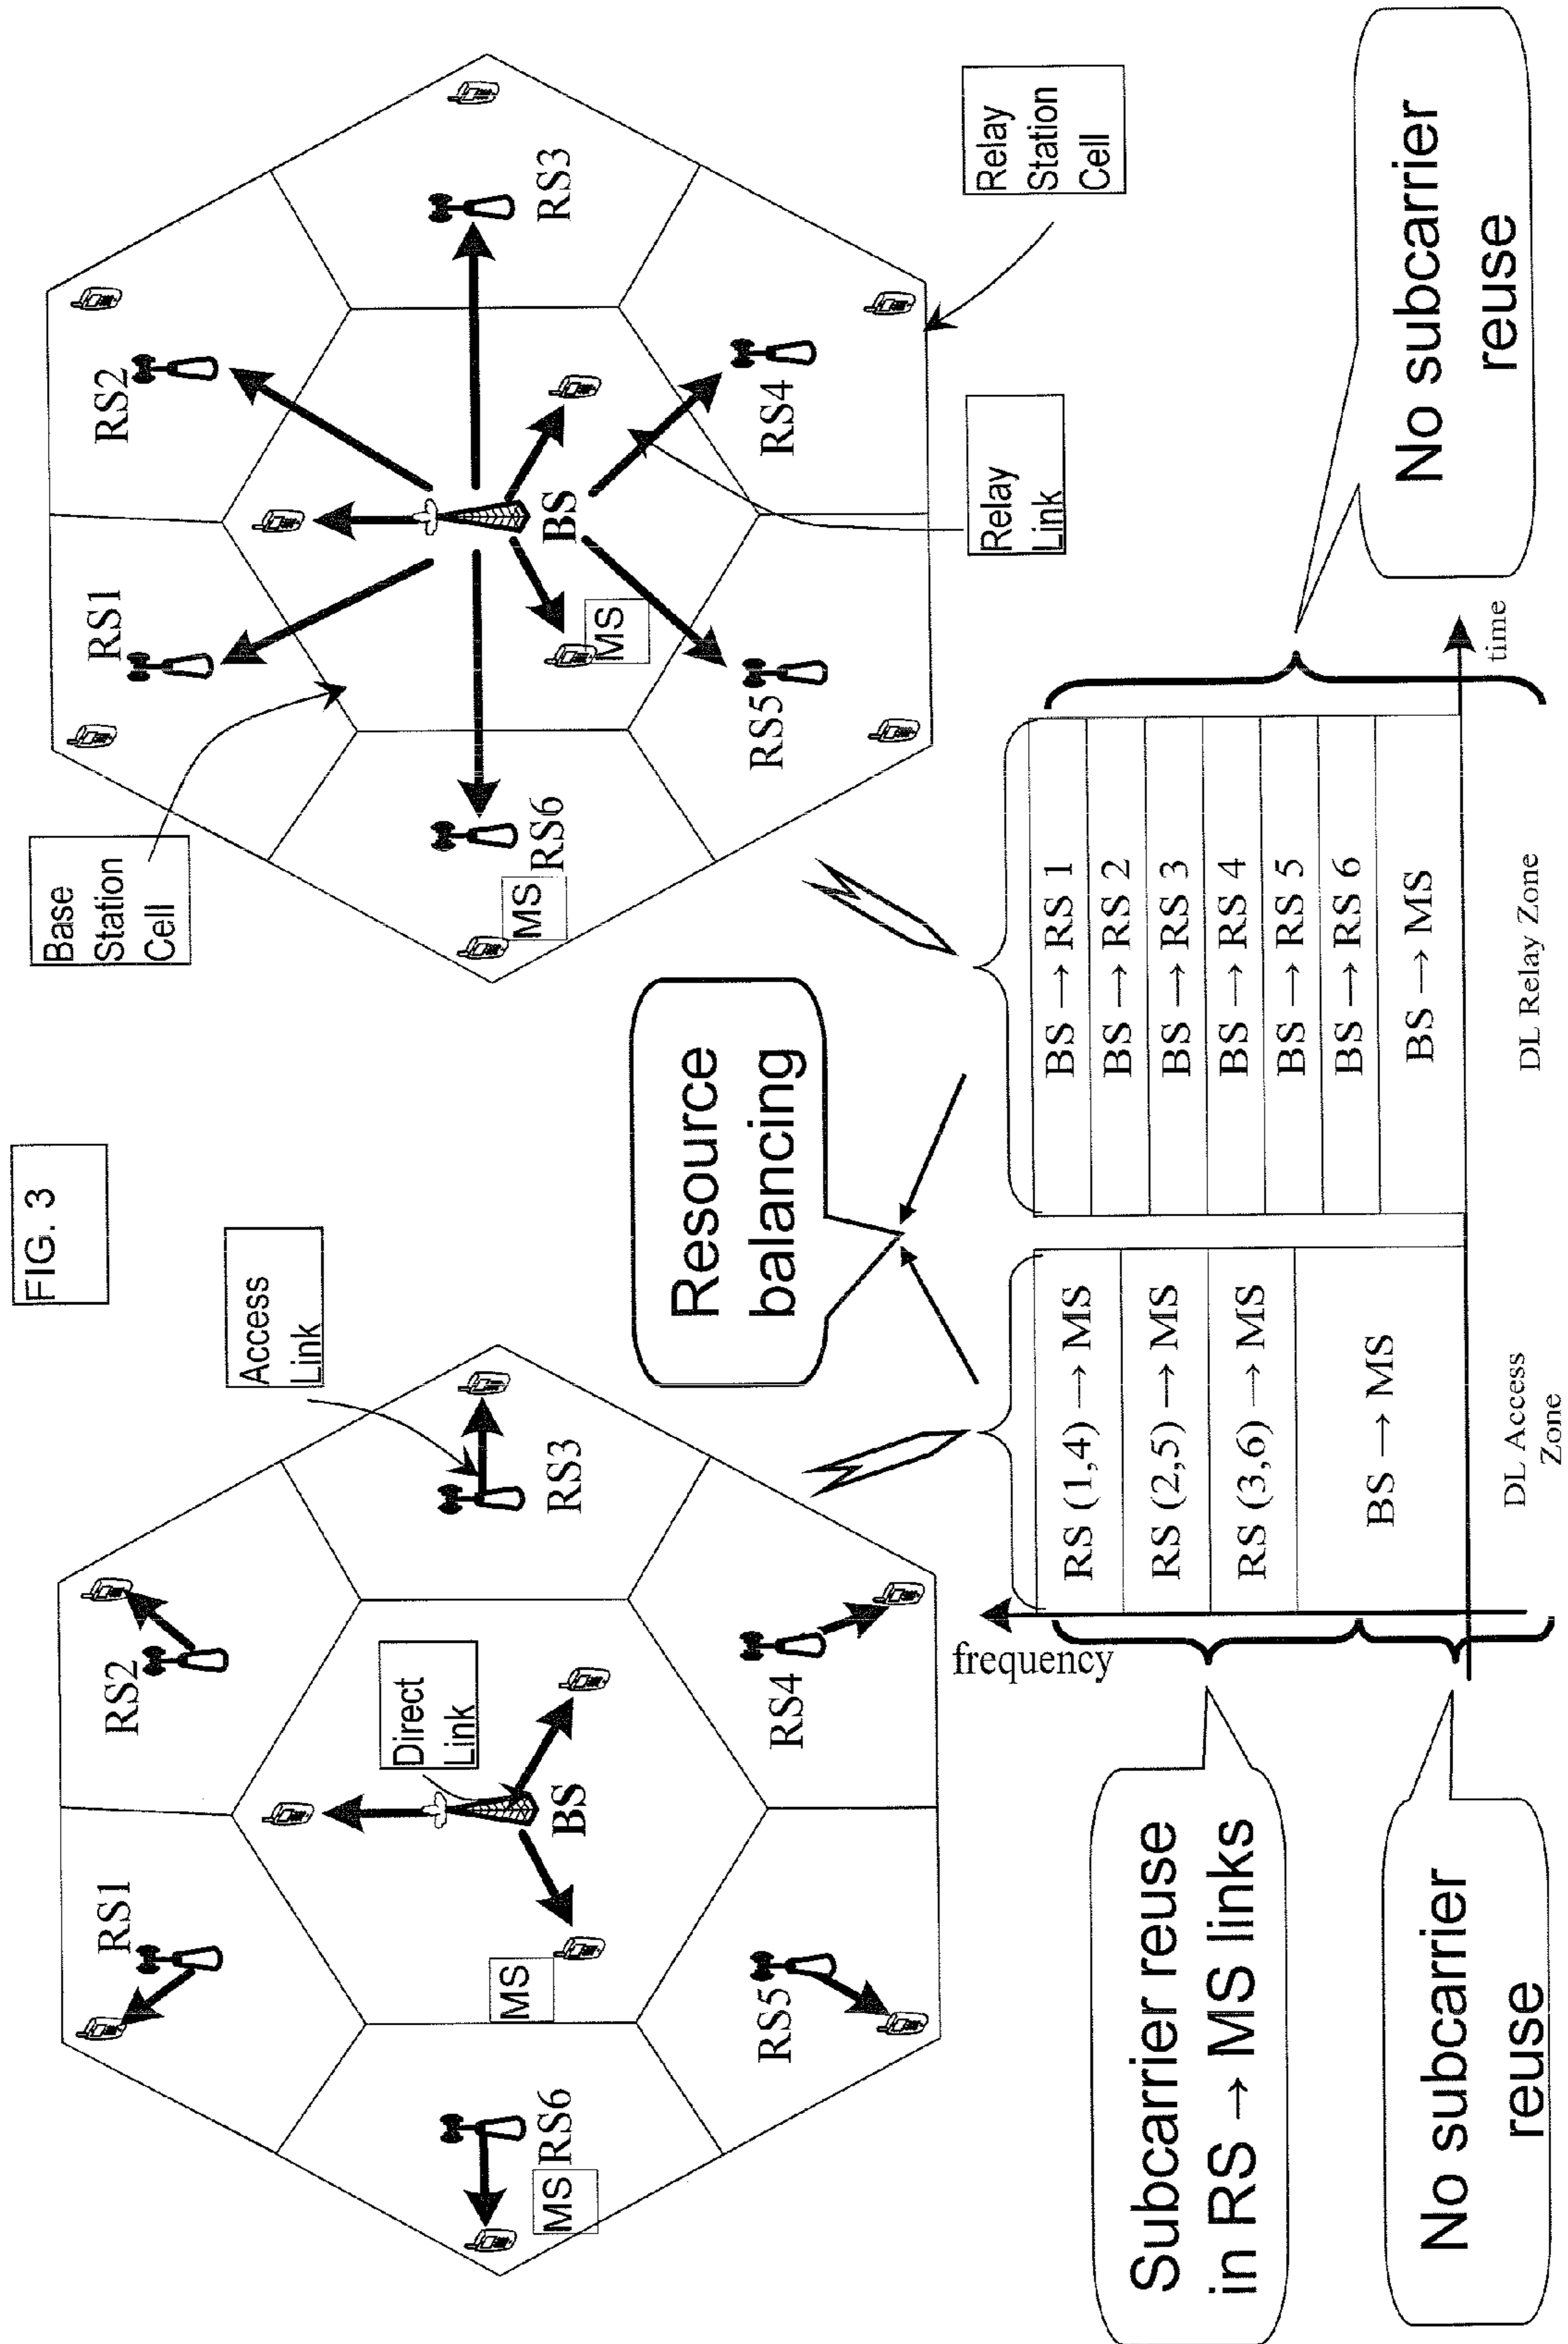 FIG. 3
Access
Link
RS1
RS2
RS3
RS4
RS5
RS6
Direct
Link
BS
MS
MS
Base
Station
Cell
RS1
RS2
RS3
RS4
RS5
RS6
BS
MS
MS
Relay
Link
Relay
Station
Cell
Resource
balancing
frequency
RS (1,4) → MS
RS (2,5) → MS
RS (3,6) → MS
BS → MS
DL Access
Zone
BS → RS 1
BS → RS 2
BS → RS 3
BS → RS 4
BS → RS 5
BS → RS 6
BS → MS
time
DL Relay Zone
Subcarrier reuse
in RS → MS links
No subcarrier
reuse
No subcarrier
reuse